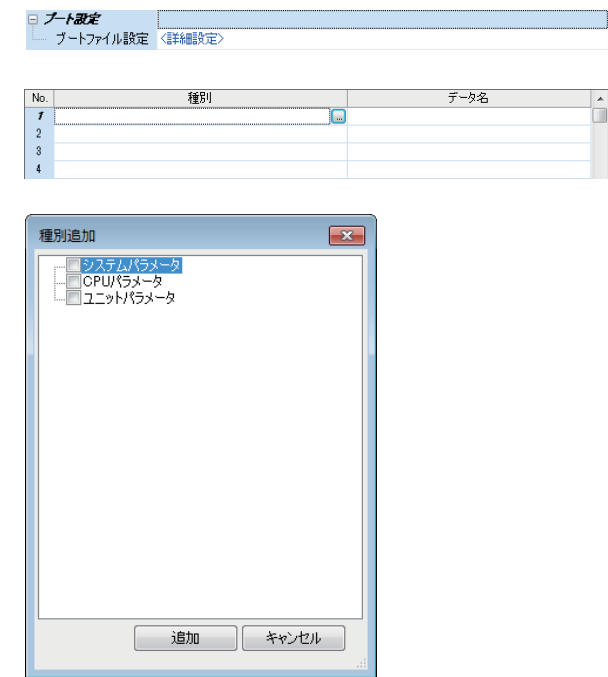 ブート設定
ブートファイル設定 <詳細設定>
No. 種別 データ名
1 ...
2
3
4
種別追加
システムパラメータ
CPUパラメータ
ユニットパラメータ
追加 キャンセル